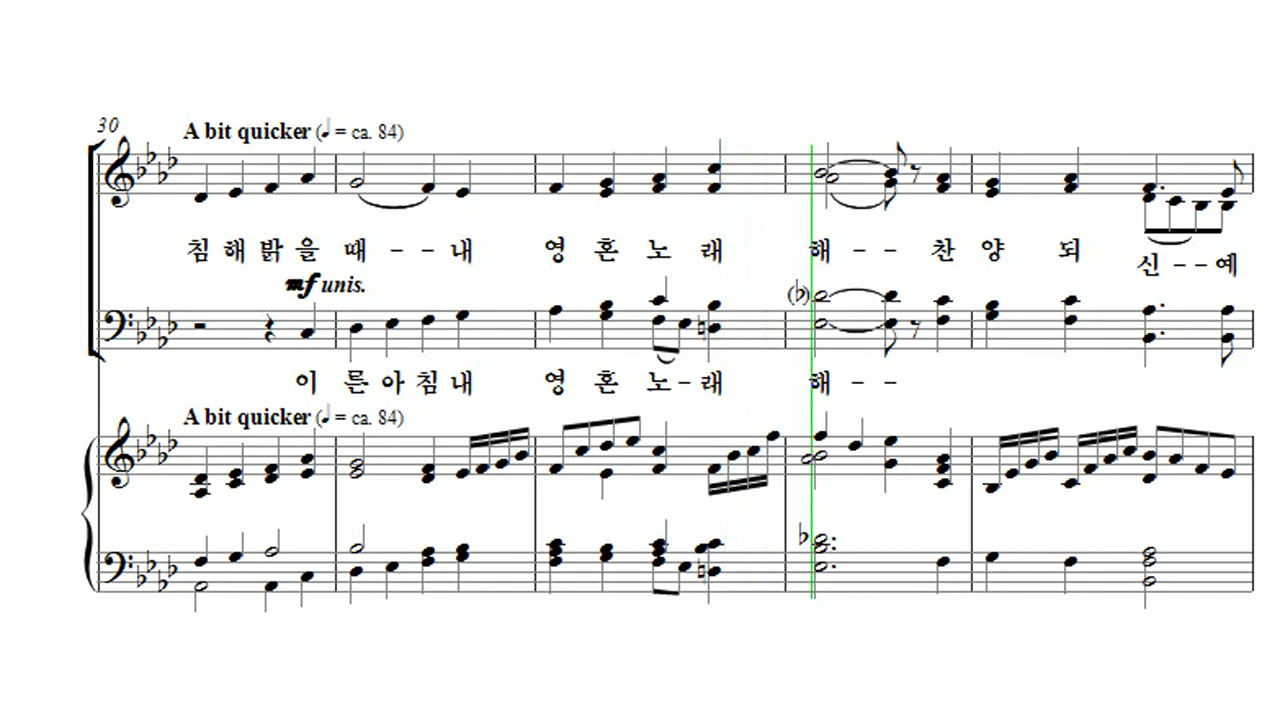 30
A bit quicker (♩= ca. 84)
침 해 밝 을 때 - - 내 영 혼 노 래 해 - - 찬 양 되 신 - - 예
mf unis.
이 른 아 침 내 영 혼 노 - 래 해 - -
A bit quicker (♩= ca. 84)